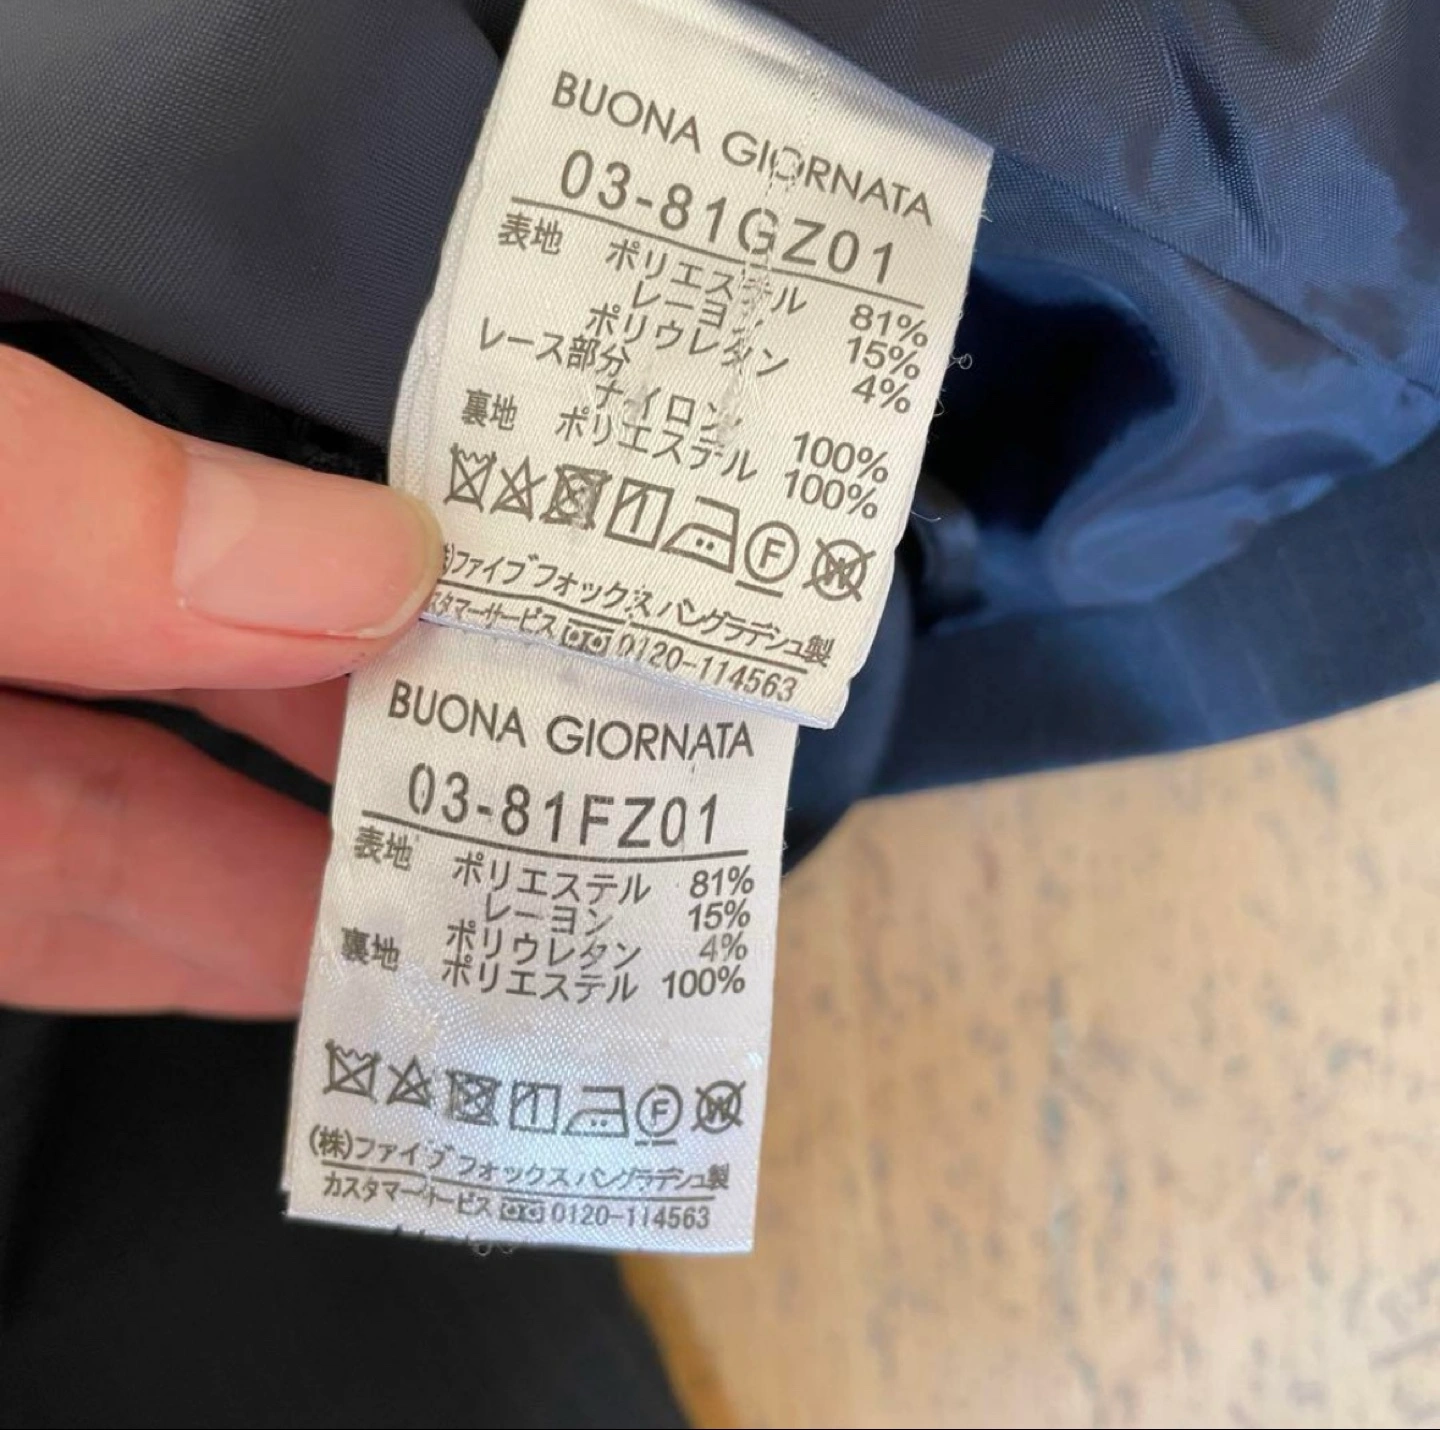 BUONA GIORNATA
03-81GZ01
表地 ポリエステル 81%
レーヨン 15%
ポリウレタン 4%
レース部分
ナイロン 100%
裏地 ポリエステル 100%
F
W
㈱ファイブフォックス バングラデシュ製
スタマーサービス 0120-114563
BUONA GIORNATA
03-81FZ01
表地 ポリエステル 81%
レーヨン 15%
ポリウレタン 4%
裏地 ポリエステル 100%
F
W
(株)ファイブフォックス バングラデシュ製
カスタマーサービス 0120-114563